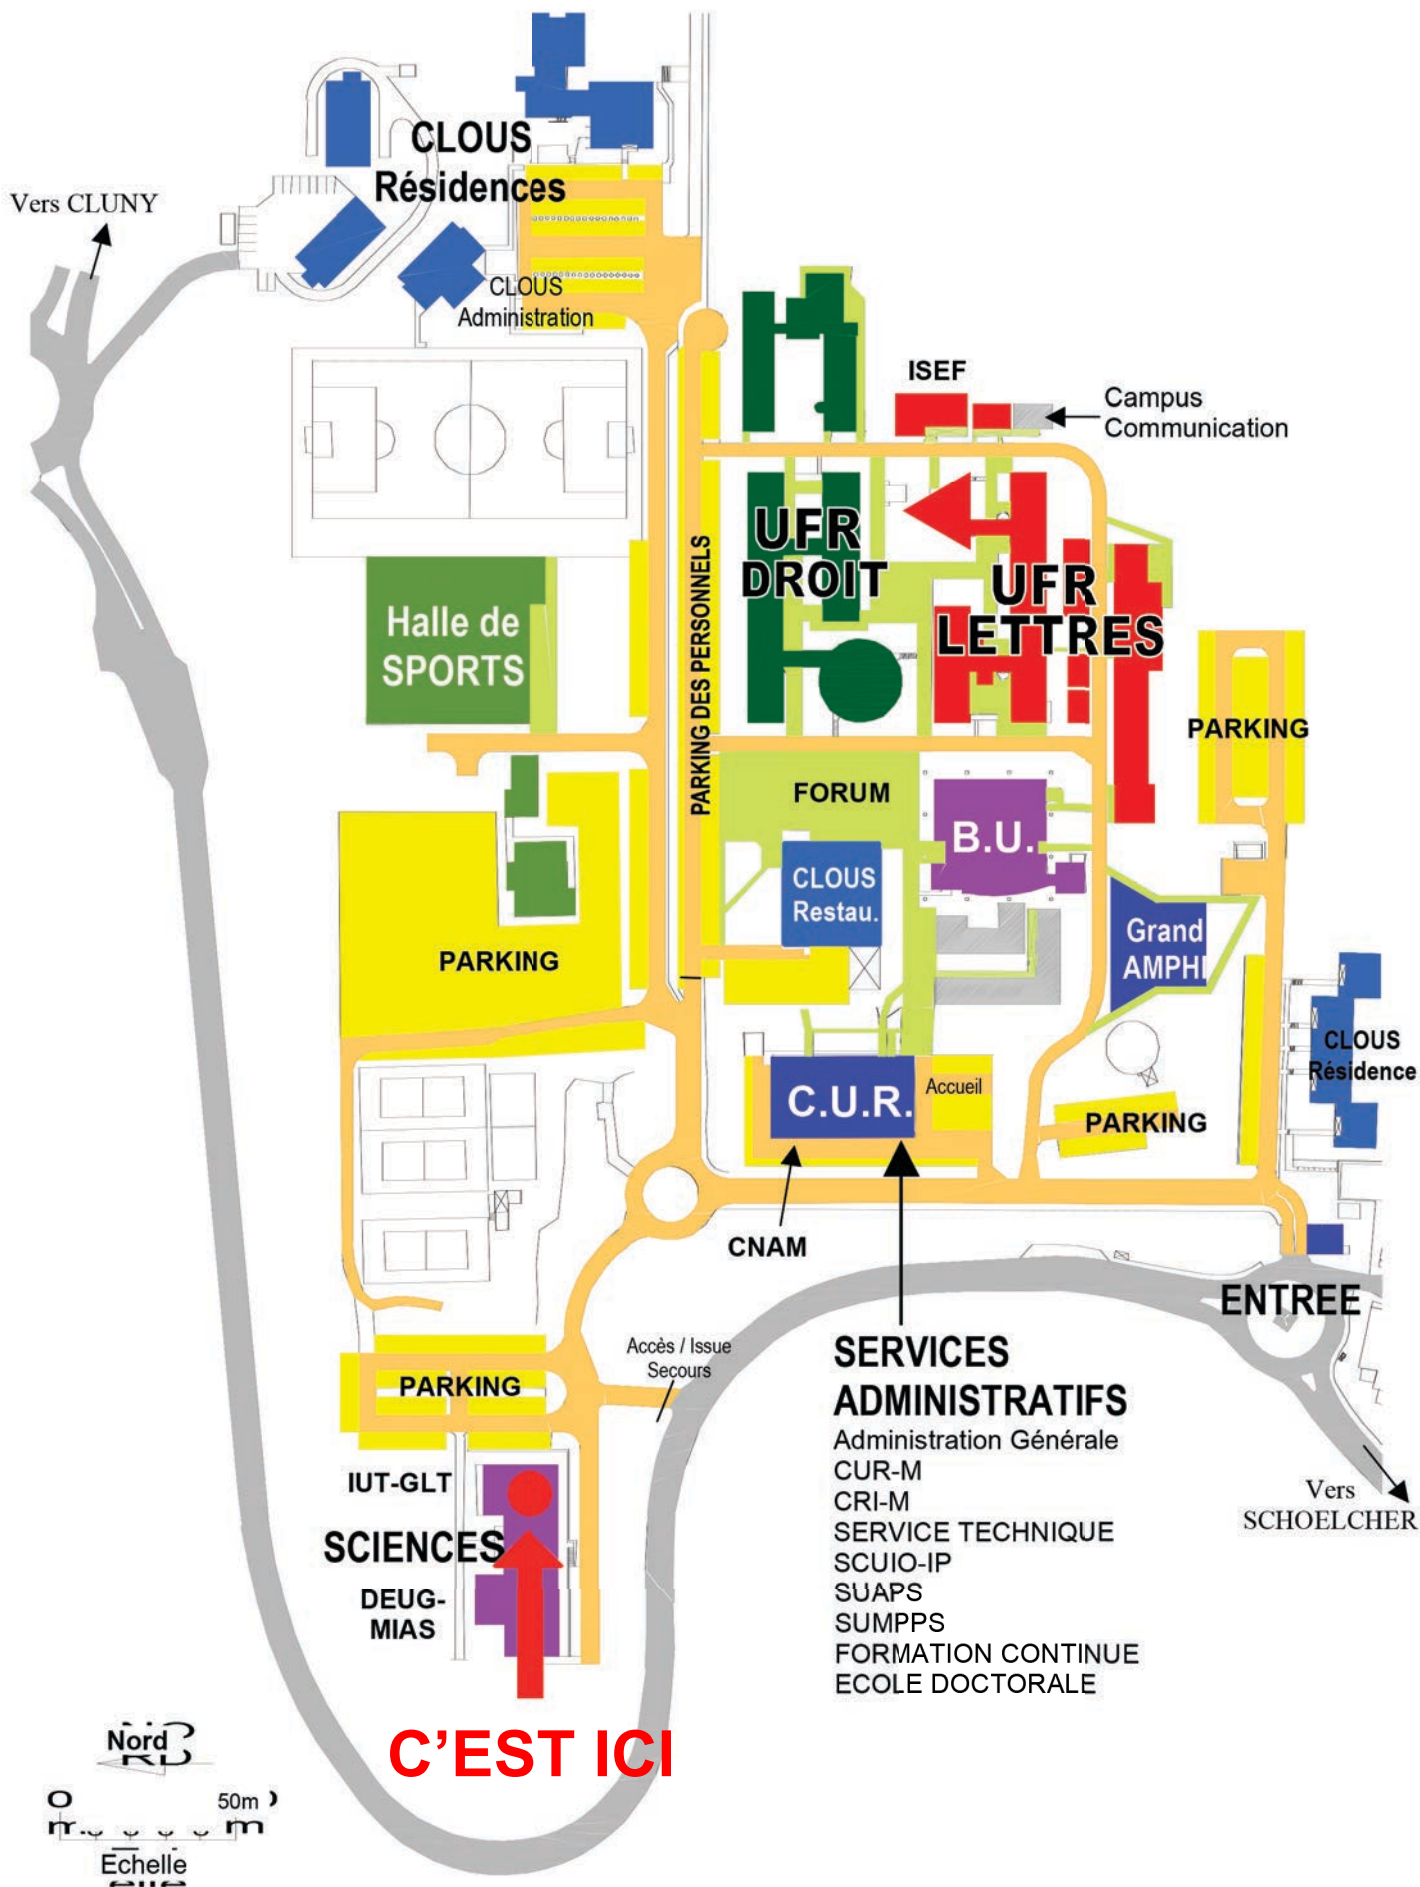 CLOUS
Résidences
Vers CLUNY
CLOUS
Administration
ISEF
Campus
Communication
UFR
DROIT
UFR
LETTRES
Halle de
SPORTS
PARKING DES PERSONNELS
PARKING
FORUM
B.U.
CLOUS
Restau.
Grand
AMPHI
PARKING
CLOUS
Résidence
C.U.R.
Accueil
PARKING
CNAM
ENTREE
Accès / Issue
Secours
PARKING
SERVICES
ADMINISTRATIFS
Administration Générale
CUR-M
CRI-M
SERVICE TECHNIQUE
SCUIO-IP
SUAPS
SUMPPS
FORMATION CONTINUE
ECOLE DOCTORALE
Vers
SCHOELCHER
IUT-GLT
SCIENCES
DEUG-
MIAS
C'EST ICI
Nord
0 50m
Echelle